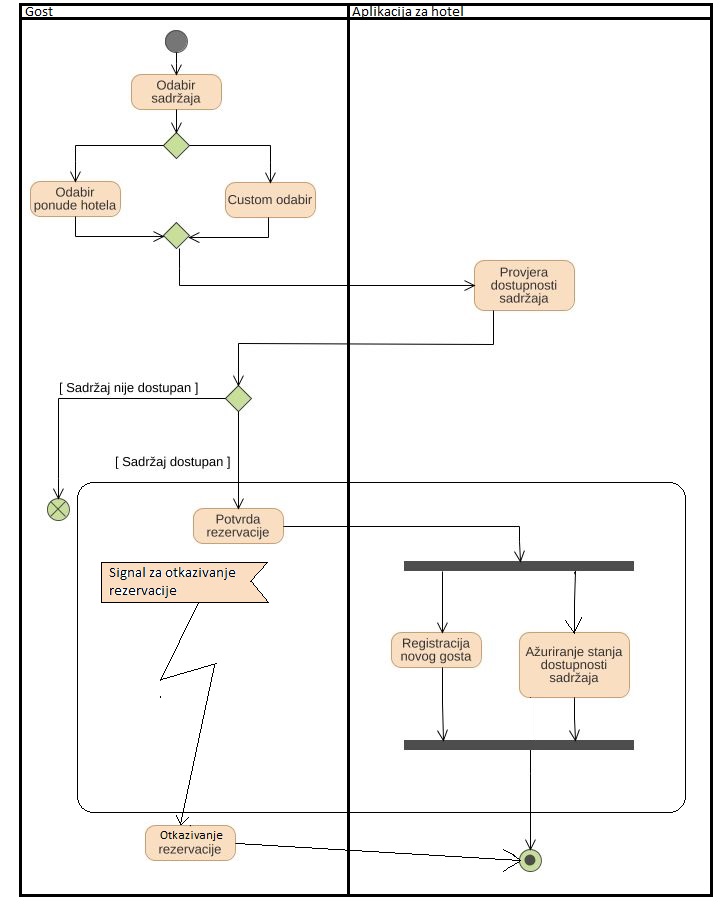 Gost
Aplikacija za hotel
Odabir
sadržaja
Odabir
ponude hotela
Custom odabir
Provjera
dostupnosti
sadržaja
[ Sadržaj nije dostupan ]
[ Sadržaj dostupan ]
Potvrda
rezervacije
Signal za otkazivanje
rezervacije
Registracija
novog gosta
Ažuriranje stanja
dostupnosti
sadržaja
Otkazivanje
rezervacije